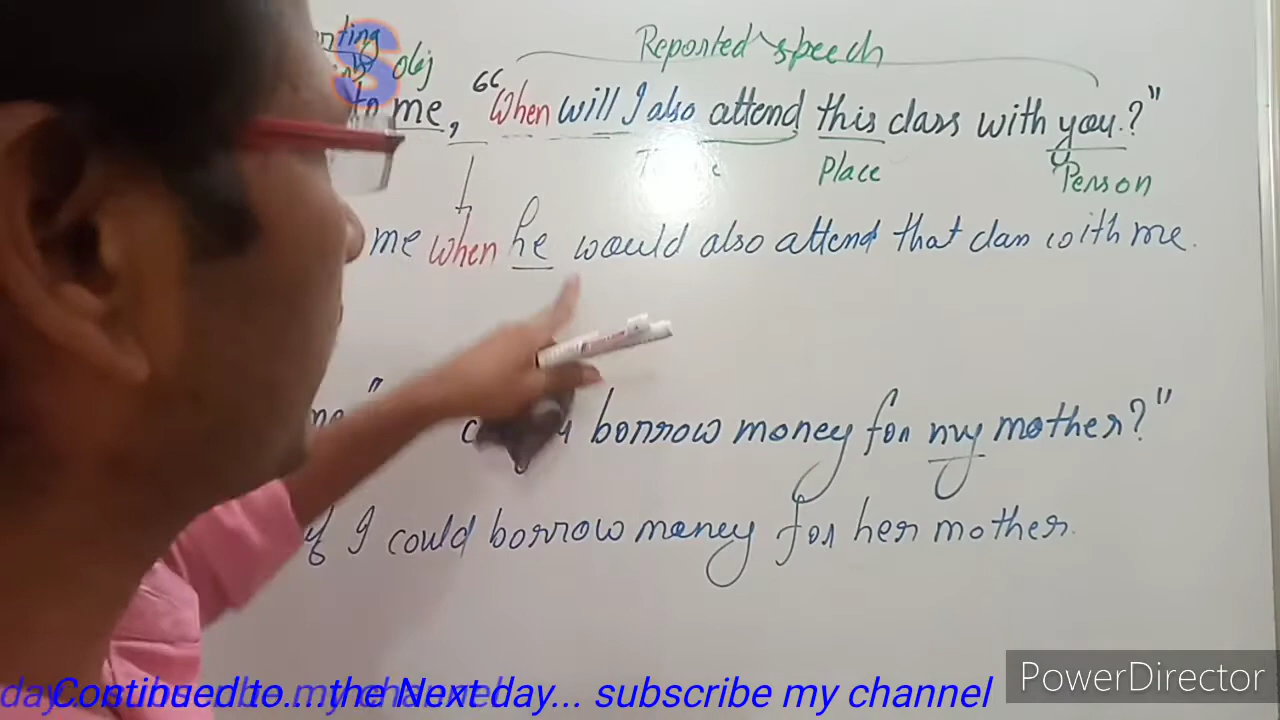 Reported speech
obj
to me, "When will I also attend this class with you.?"
Place
Person
me when he would also attend that class with me.
" borrow money for my mother?"
if I could borrow money for her mother.
Continued to... the Next day... subscribe my channel
PowerDirector